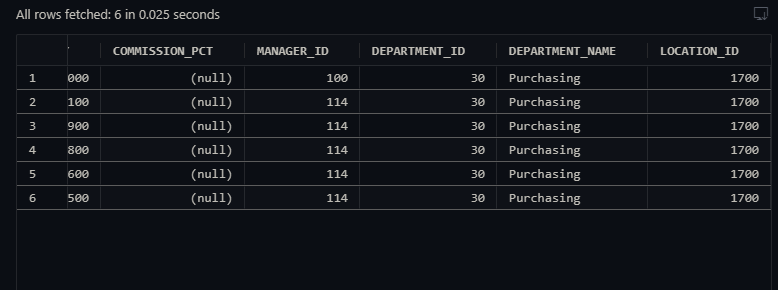 All rows fetched: 6 in 0.025 seconds
COMMISSION_PCT MANAGER_ID DEPARTMENT_ID DEPARTMENT_NAME LOCATION_ID
1 000 (null) 100 30 Purchasing 1700
2 100 (null) 114 30 Purchasing 1700
3 900 (null) 114 30 Purchasing 1700
4 800 (null) 114 30 Purchasing 1700
5 600 (null) 114 30 Purchasing 1700
6 500 (null) 114 30 Purchasing 1700